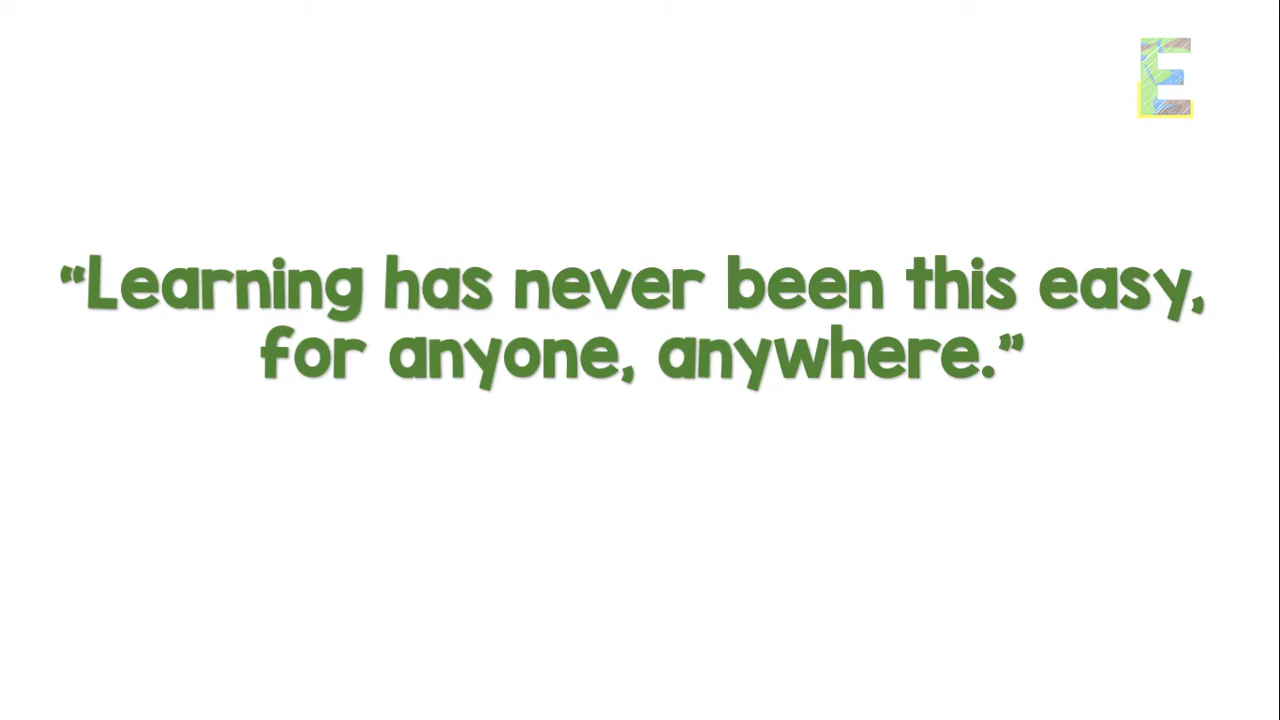 E
“Learning has never been this easy,
for anyone, anywhere.”